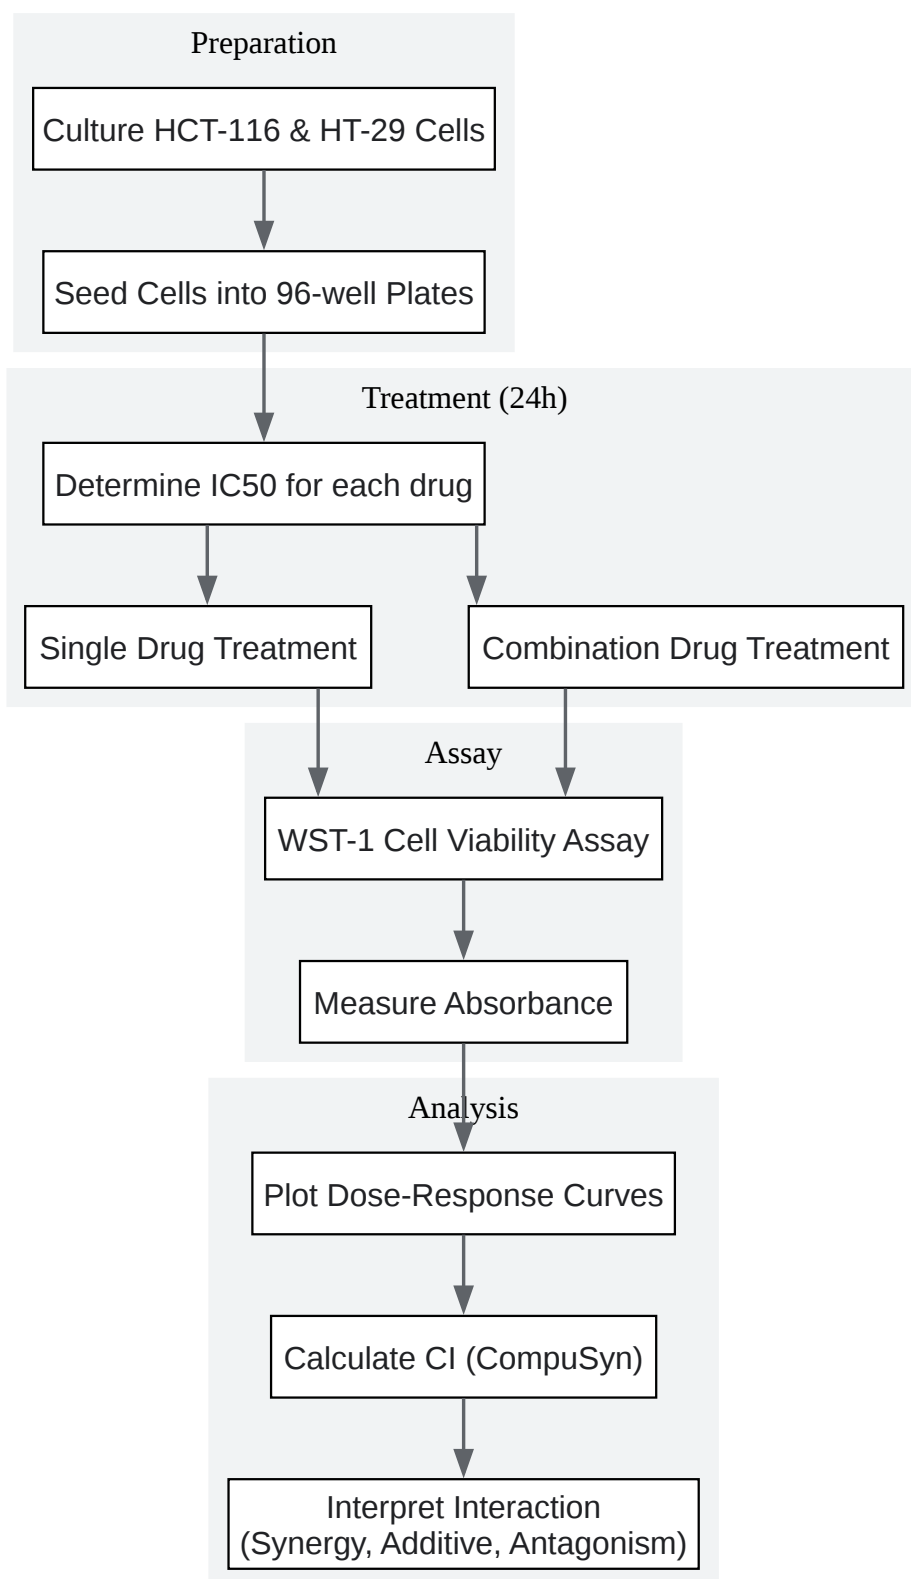 Preparation
Culture HCT-116 & HT-29 Cells
Seed Cells into 96-well Plates
Treatment (24h)
Determine IC50 for each drug
Single Drug Treatment
Combination Drug Treatment
Assay
WST-1 Cell Viability Assay
Measure Absorbance
Analysis
Plot Dose-Response Curves
Calculate CI (CompuSyn)
Interpret Interaction
(Synergy, Additive, Antagonism)